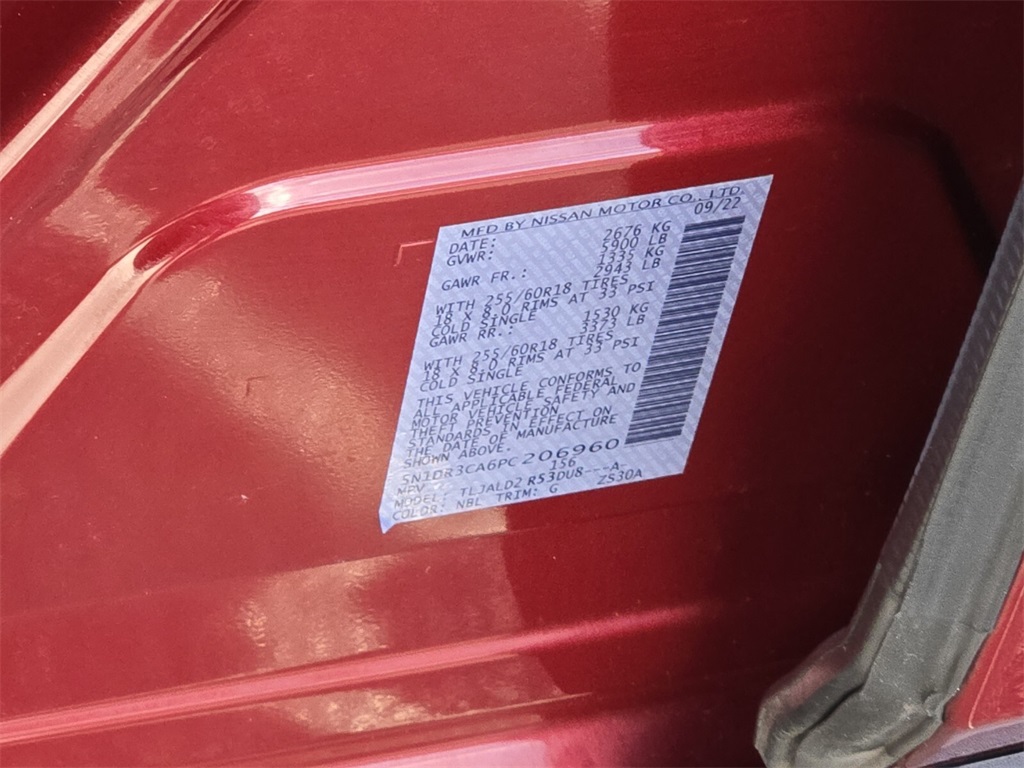 MFD BY NISSAN MOTOR CO., LTD.
DATE: 09/22
GVWR: 2676 KG
5900 LB
GAWR FR.: 1335 KG
2943 LB
WITH 255/60R18 TIRES
18 X 8.0 RIMS AT 33 PSI
COLD SINGLE
GAWR RR.: 1530 KG
3373 LB
WITH 255/60R18 TIRES
18 X 8.0 RIMS AT 33 PSI
COLD SINGLE
THIS VEHICLE CONFORMS TO
ALL APPLICABLE FEDERAL
MOTOR VEHICLE SAFETY AND
THEFT PREVENTION
STANDARDS IN EFFECT ON
THE DATE OF MANUFACTURE
SHOWN ABOVE.
5N1DR3CA6PC206960
MPV 156
MODEL: TLJALD2 R53DU8---A-
COLOR: NBL TRIM: G ZS30A